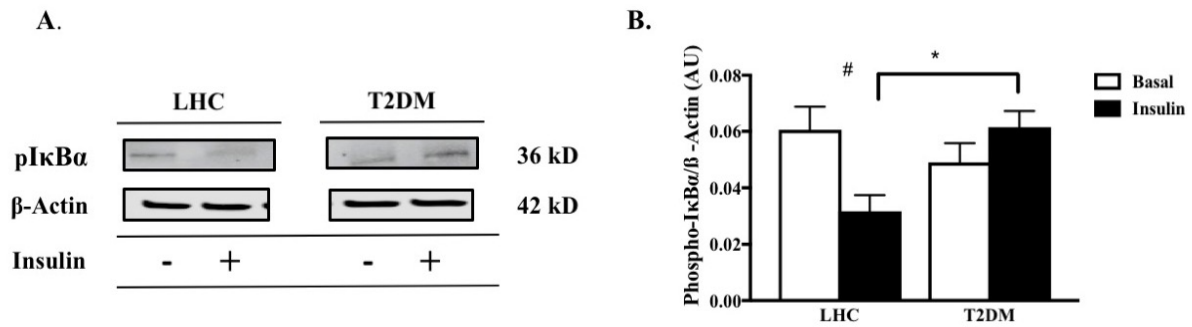 A.
LHC
T2DM
pIκBα
36 kD
β-Actin
42 kD
Insulin
-
+
-
+
B.
Phospho-IκBα/ß -Actin (AU)
0.08
0.06
0.04
0.02
0.00
#
*
Basal
Insulin
LHC
T2DM